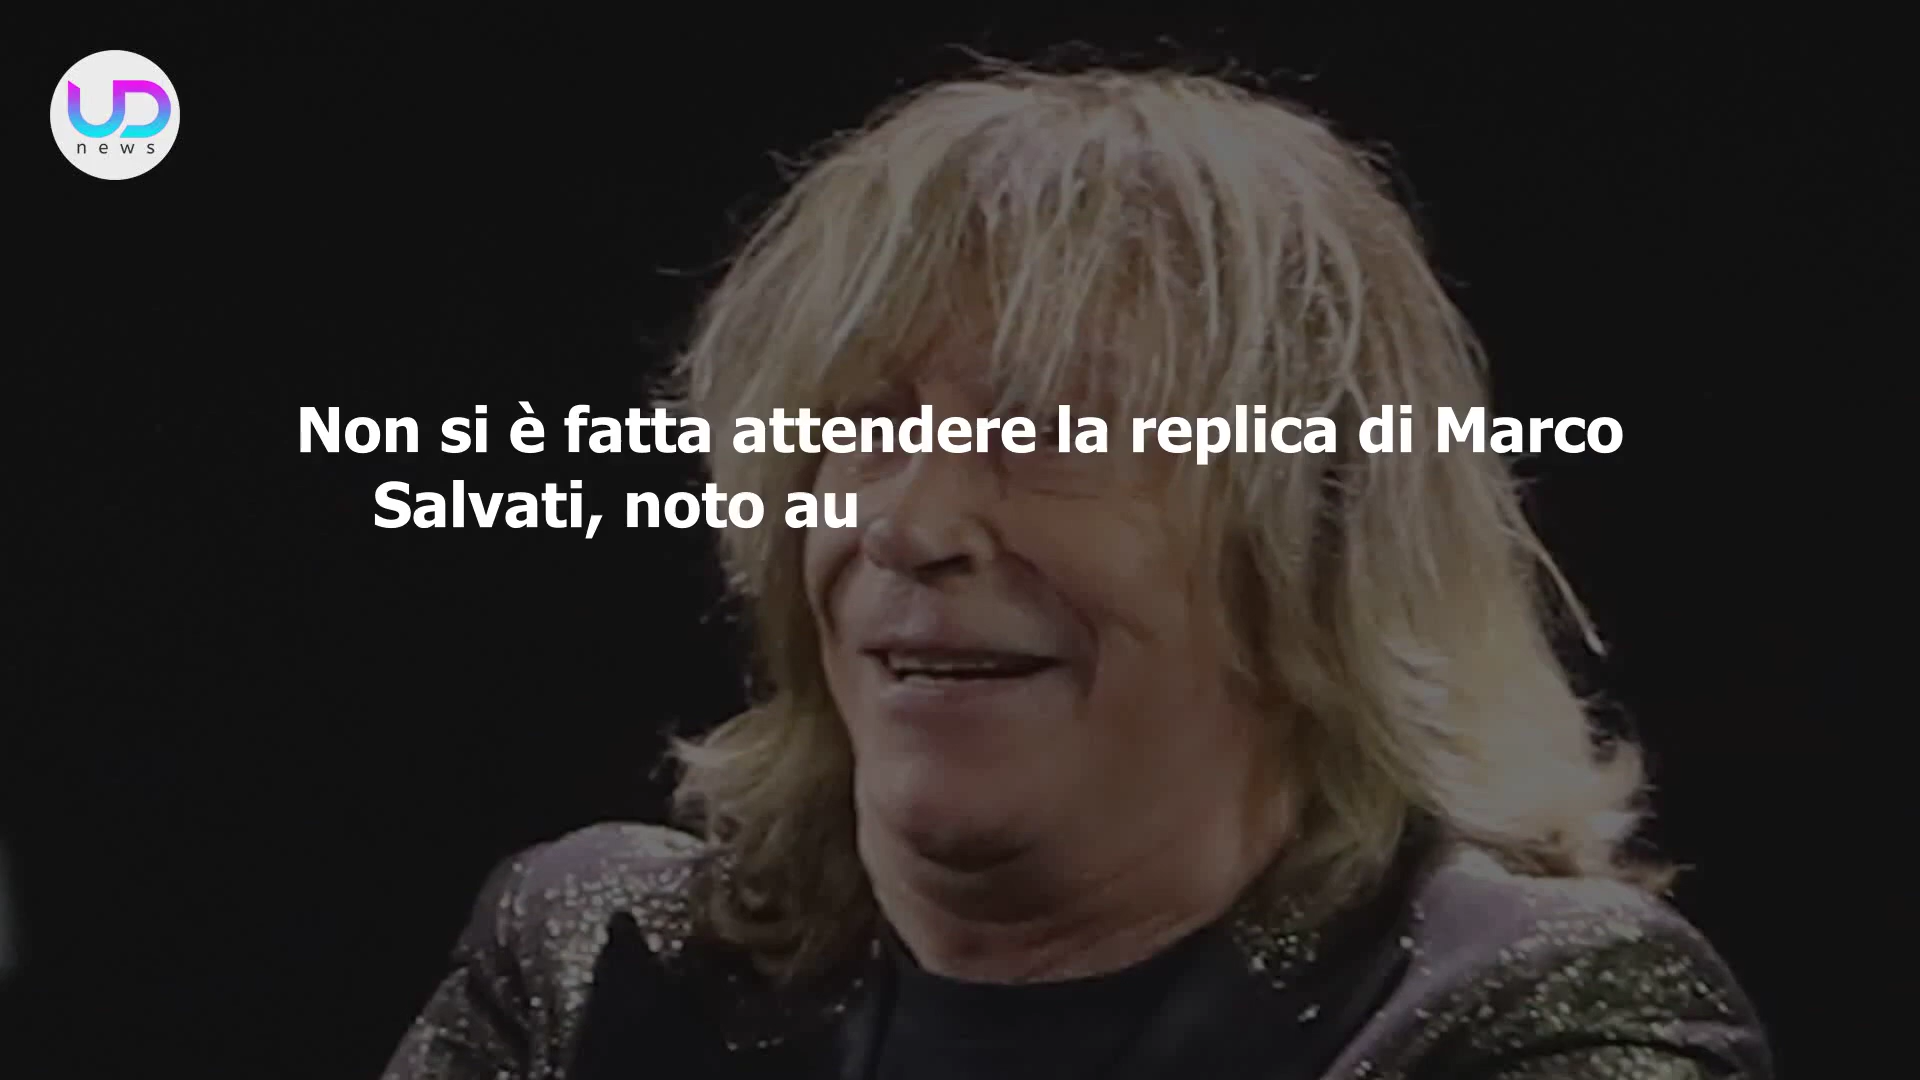 UD
news
Non si è fatta attendere la replica di Marco
Salvati, noto au